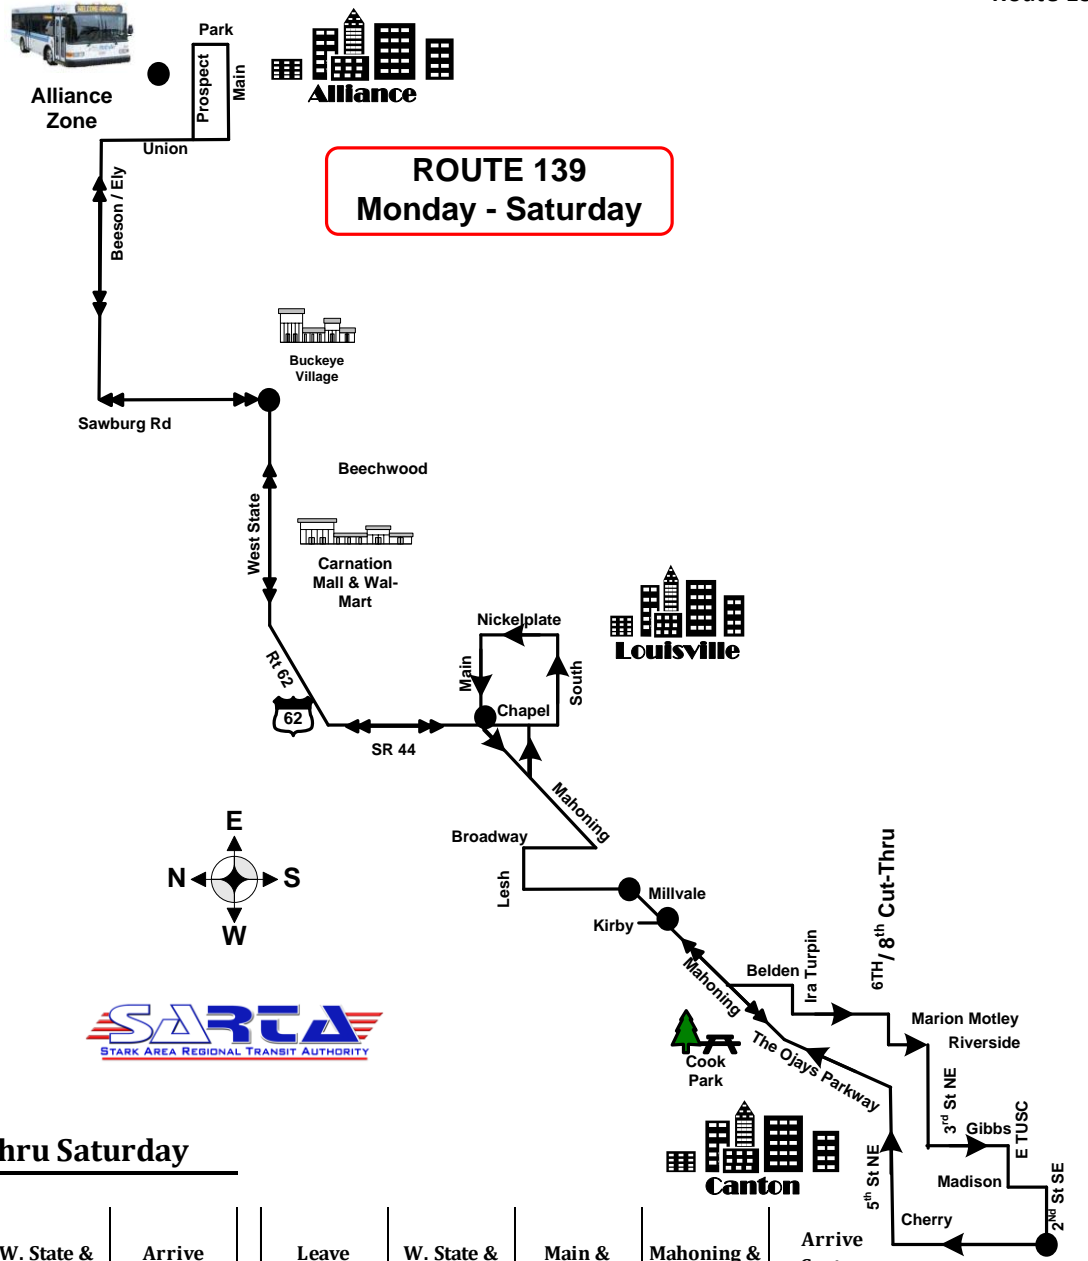 WELCOME ABOARD
Park
Prospect
Main
Alliance
Zone
Alliance
Union
ROUTE 139
Monday - Saturday
Beeson / Ely
Buckeye
Village
Sawburg Rd
Beechwood
West State
Carnation
Mall & Wal-
Mart
Nickelplate
Louisville
Main
South
Rt 62
62
Chapel
SR 44
Mahoning
E
N
S
W
Broadway
Lesh
Millvale
Kirby
6TH / 8th Cut-Thru
Ira Turpin
Belden
Mahoning
Marion Motley
Riverside
SARTA
STARK AREA REGIONAL TRANSIT AUTHORITY
Cook
Park
The Ojays Parkway
3rd St NE
Gibbs
E TUSC
Canton
5th St NE
Madison
2Nd St SE
Cherry
hru Saturday
W. State &
Arrive
Leave
W. State &
Main &
Mahoning &
Arrive